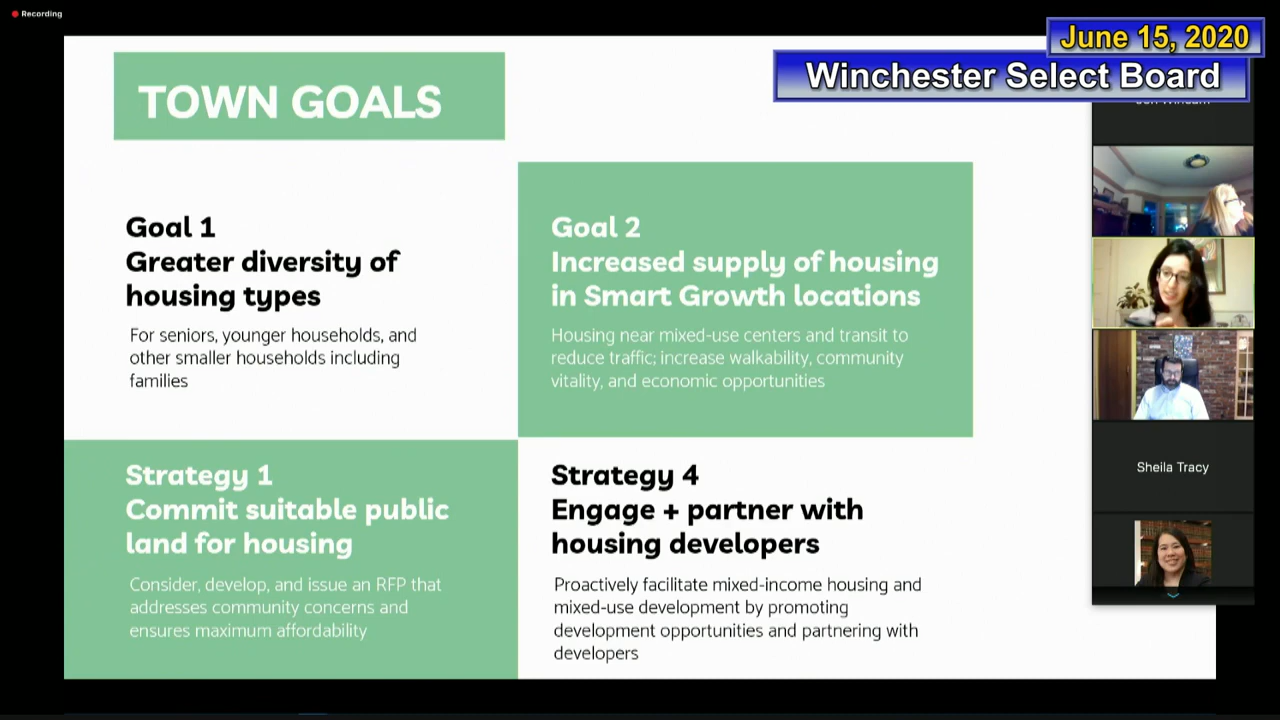 Recording
June 15, 2020
Winchester Select Board
TOWN GOALS
Goal 1
Greater diversity of
housing types
For seniors, younger households, and
other smaller households including
families
Goal 2
Increased supply of housing
in Smart Growth locations
Housing near mixed-use centers and transit to
reduce traffic; increase walkability, community
vitality, and economic opportunities
Strategy 1
Commit suitable public
land for housing
Consider, develop, and issue an RFP that
addresses community concerns and
ensures maximum affordability
Strategy 4
Engage + partner with
housing developers
Proactively facilitate mixed-income housing and
mixed-use development by promoting
development opportunities and partnering with
developers
Sheila Tracy